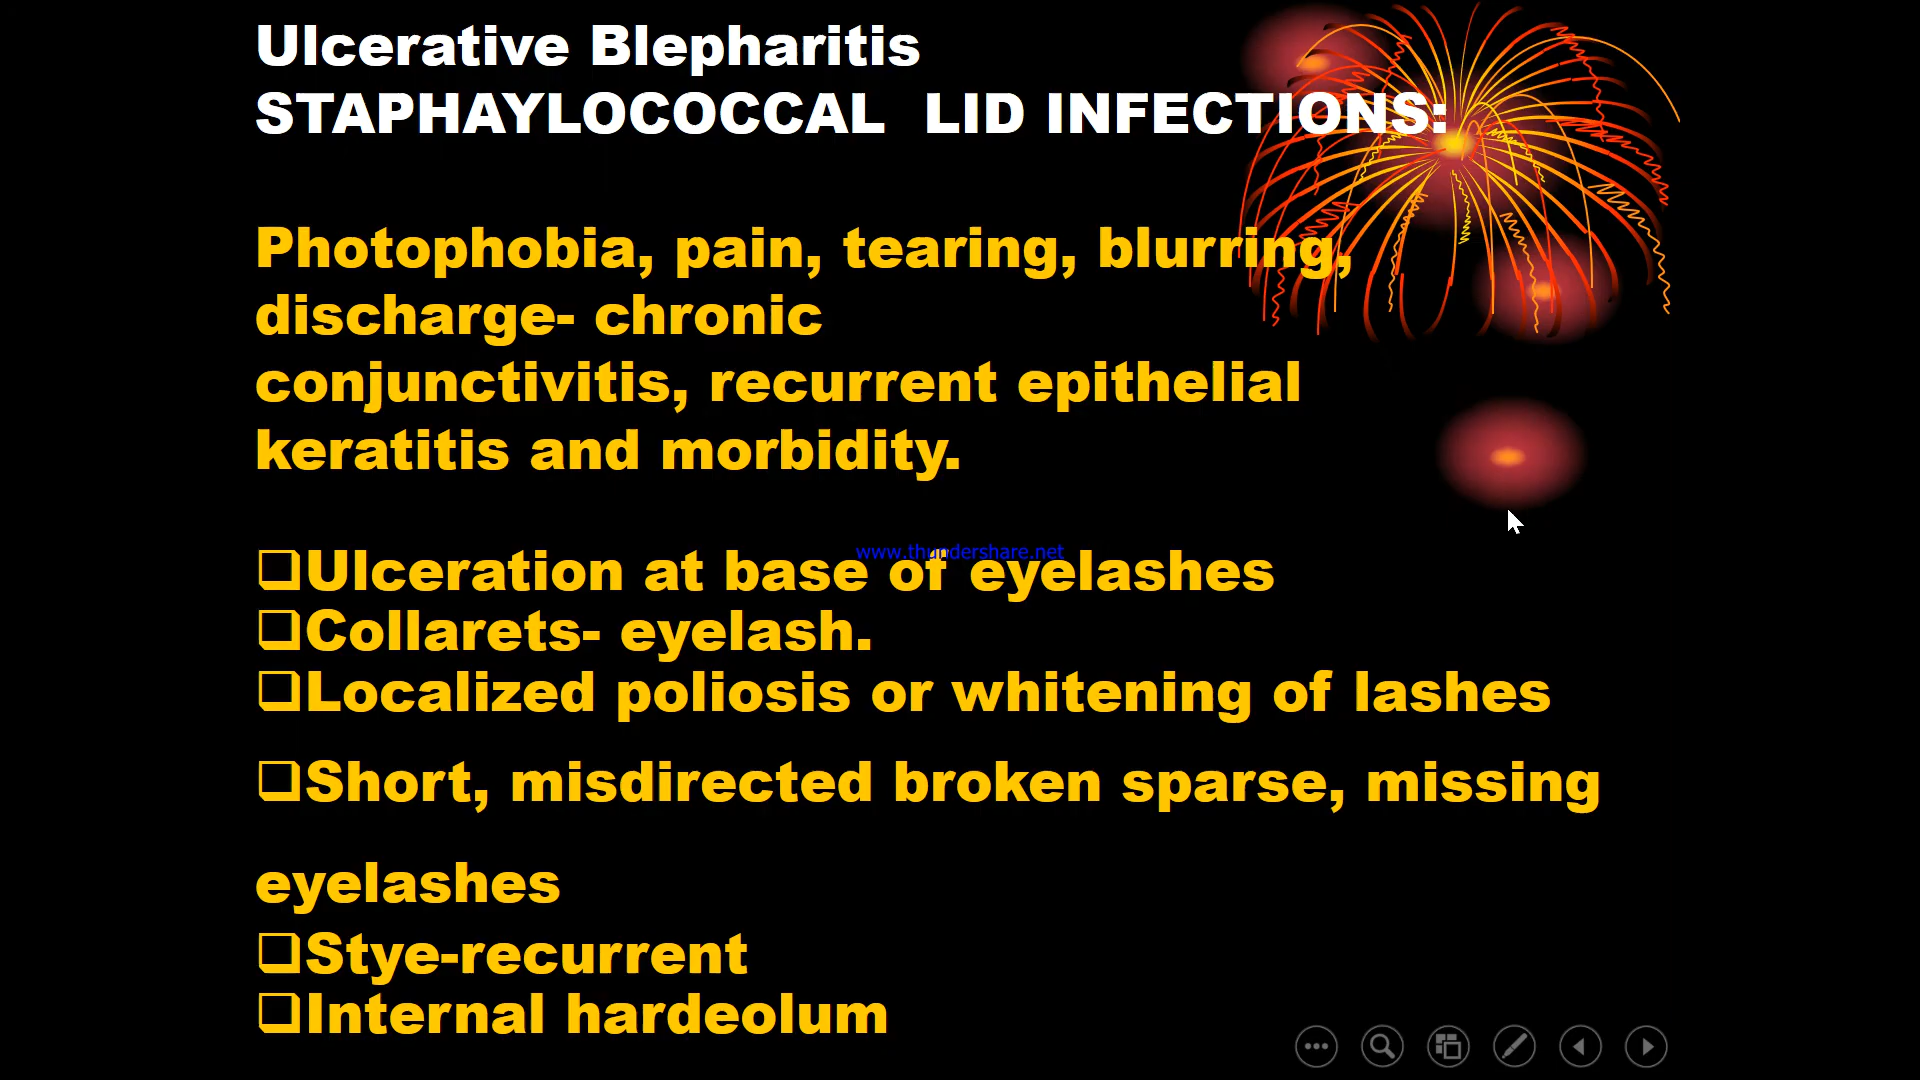 Ulcerative Blepharitis
STAPHAYLOCOCCAL LID INFECTIONS:
Photophobia, pain, tearing, blurring,
discharge- chronic
conjunctivitis, recurrent epithelial
keratitis and morbidity.
www.thundershare.net
❑Ulceration at base of eyelashes
❑Collarets- eyelash.
❑Localized poliosis or whitening of lashes
❑Short, misdirected broken sparse, missing
eyelashes
❑Stye-recurrent
❑Internal hardeolum